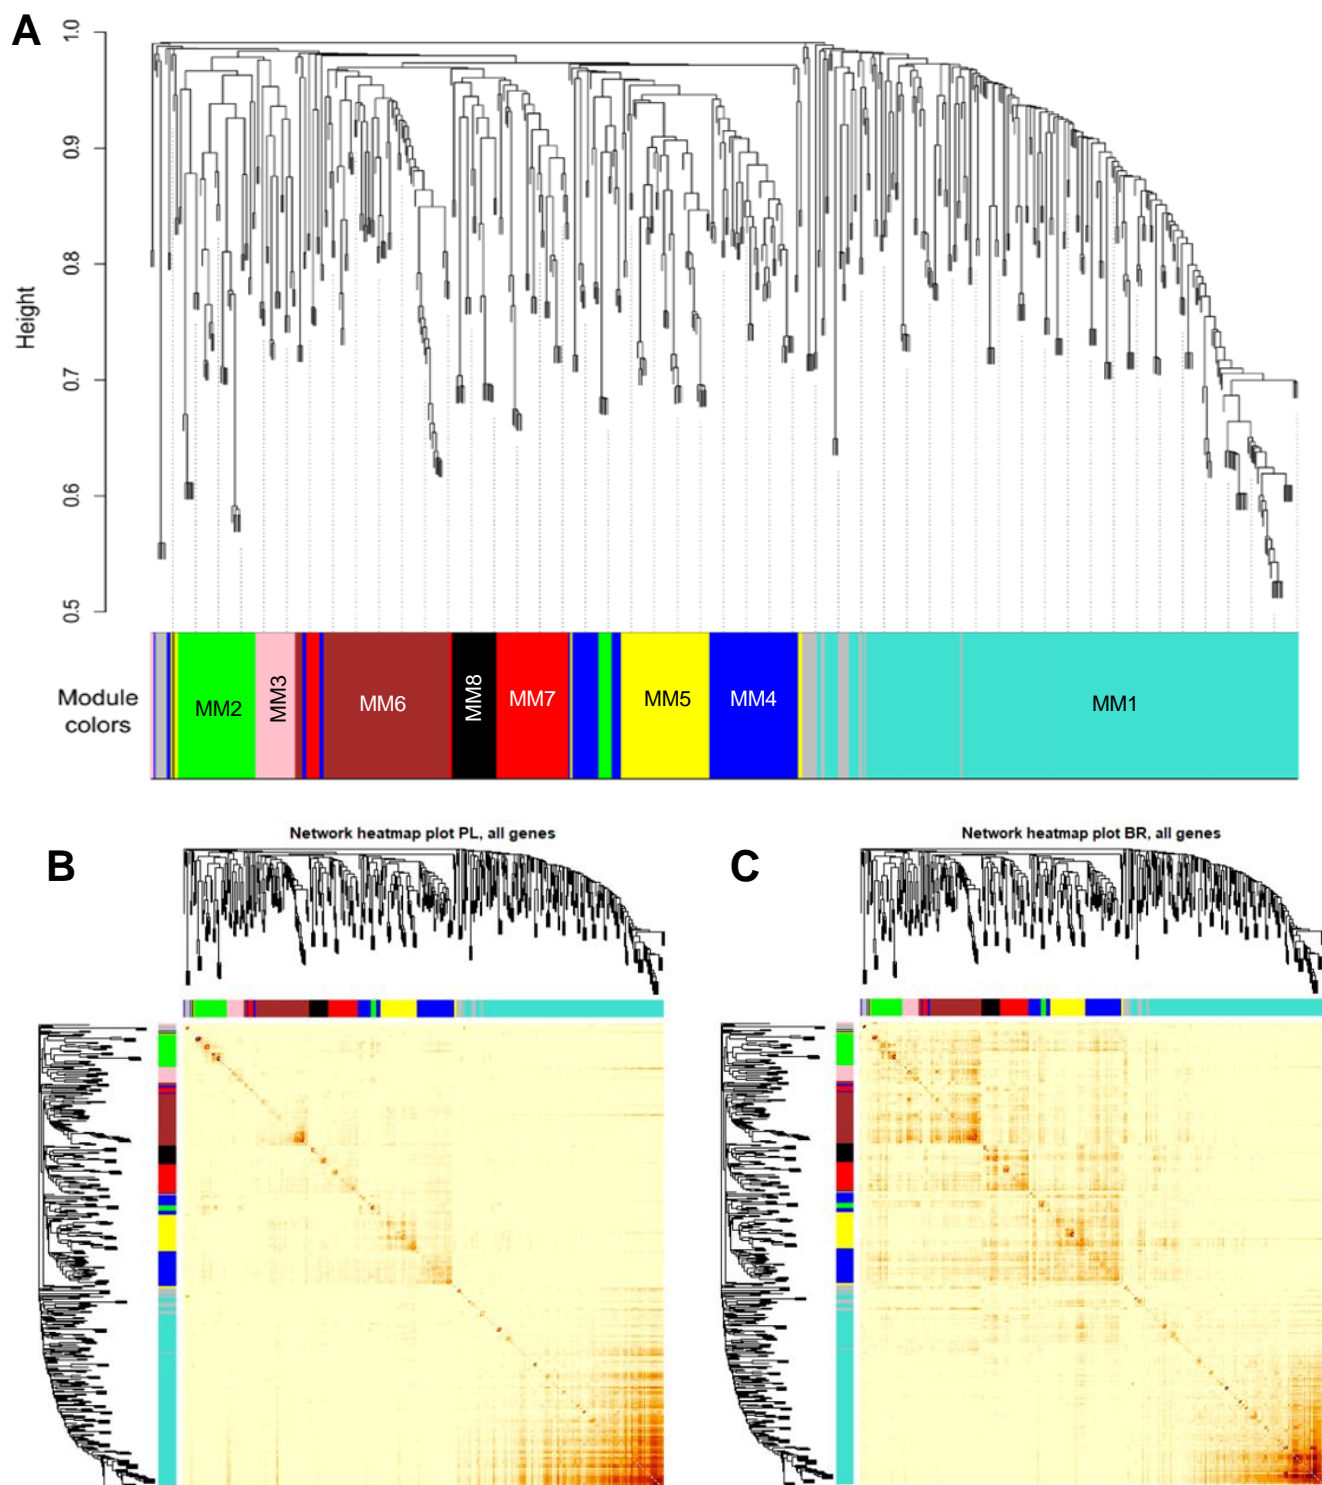 A
1.0
0.9
0.8
0.7
0.6
0.5
Height
Module
colors
MM2
MM3
MM6
MM8
MM7
MM5
MM4
MM1
B
Network heatmap plot PL, all genes
C
Network heatmap plot BR, all genes